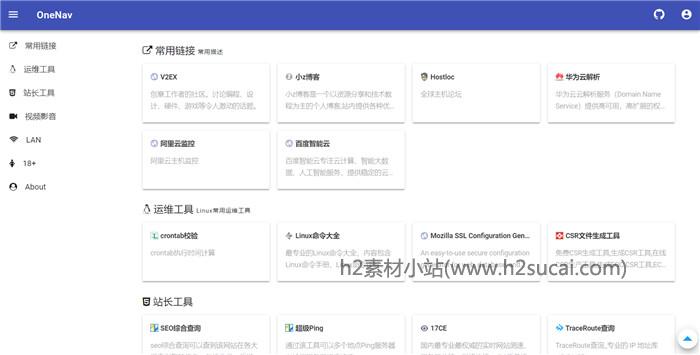 OneNav
常用链接
运维工具
站长工具
视频影音
LAN
18+
About
常用链接 常用描述
V2EX
创意工作者的社区。讨论编程、设
计、硬件、游戏等令人激动的话题。
小z博客
小z博客是一个以资源分享和技术教
程为主的个人博客,站内提供各种优...
Hostloc
全球主机论坛
华为云解析
华为云云解析服务（Domain Name
Service）提供高可用，高扩展的权...
阿里云监控
阿里云主机监控
百度智能云
百度智能云专注云计算、智能大数
据、人工智能服务，提供稳定的云...
运维工具 Linux常用运维工具
crontab校验
crontab执行时间计算
Linux命令大全
最专业的Linux命令大全，内容包含
Linux命令手册、
Mozilla SSL Configuration Gen...
An easy-to-use secure configuration
CSR文件生成工具
免费CSR生成工具,生成CSR工具,在线
h2素材小站(www.h2sucai.com)
站长工具
SEO综合查询
seo综合查询可以查到该网站在各大
超级Ping
通过该工具可以多个地点Ping服务器
17CE
国内最专业最权威的实时网站测速,
TraceRoute查询
TraceRoute查询,专业的 IP 地址库